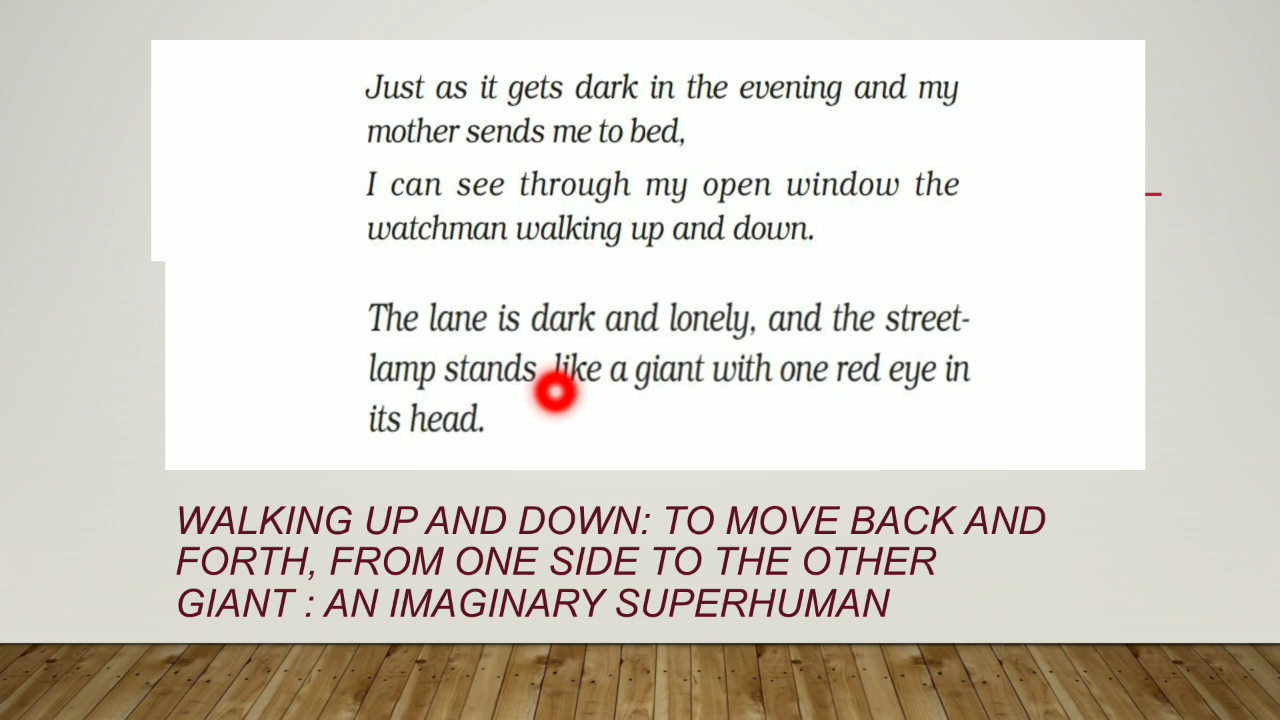 Just as it gets dark in the evening and my
mother sends me to bed,
I can see through my open window the
watchman walking up and down.
The lane is dark and lonely, and the street-
lamp stands like a giant with one red eye in
its head.
WALKING UP AND DOWN: TO MOVE BACK AND
FORTH, FROM ONE SIDE TO THE OTHER
GIANT : AN IMAGINARY SUPERHUMAN